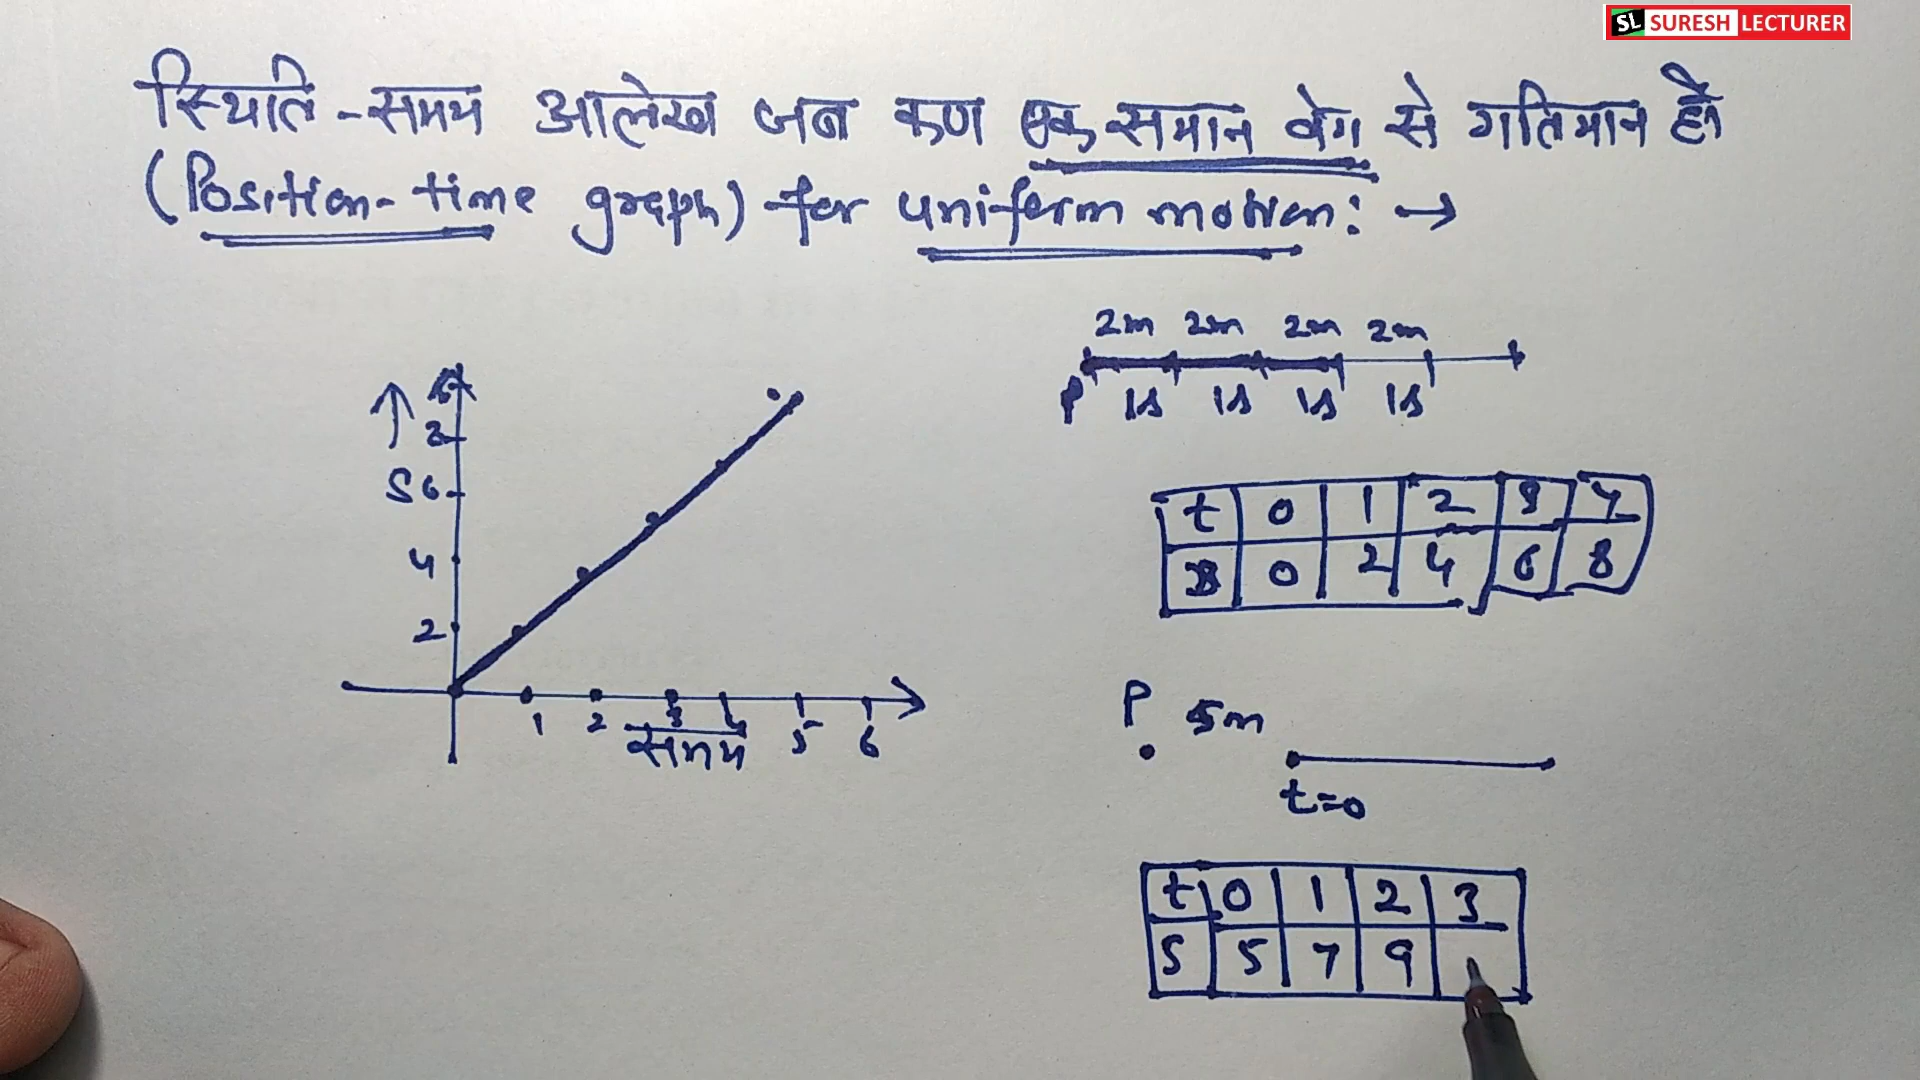 SL SURESH LECTURER
स्थिति-समय आलेख जब कण एक समान वेग से गतिमान हो
(Position-time graph) for uniform motion: →
2m 2m 2m 2m
P 1s 1s 1s 1s
8
S 6
4
2
1 2 3 4 5 6
समय
t 0 1 2 3 4
0 2 4 6 8
P 5m
t=0
t 0 1 2 3
S 5 7 9